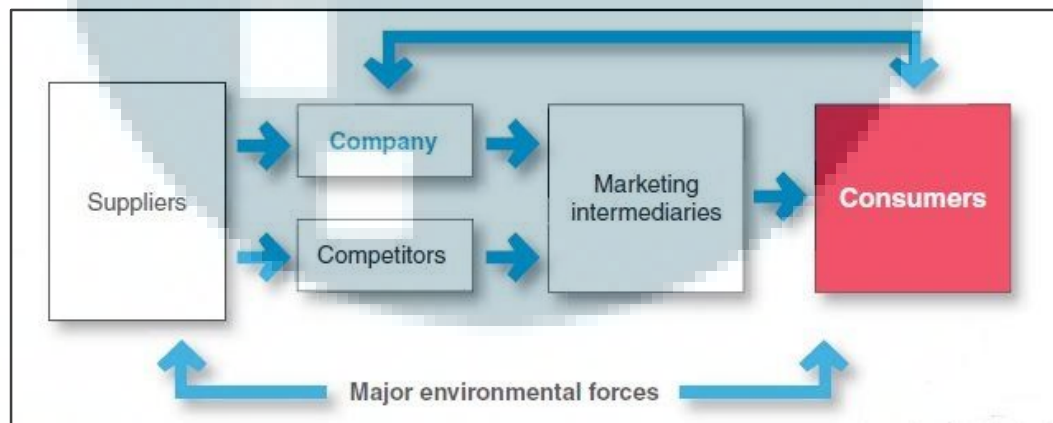 Suppliers
Company
Competitors
Marketing
intermediaries
Consumers
Major environmental forces